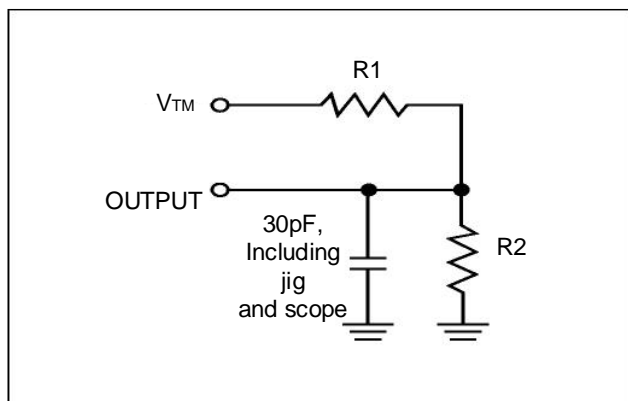 R1
VTM
OUTPUT
30pF,
Including
jig
and scope
R2